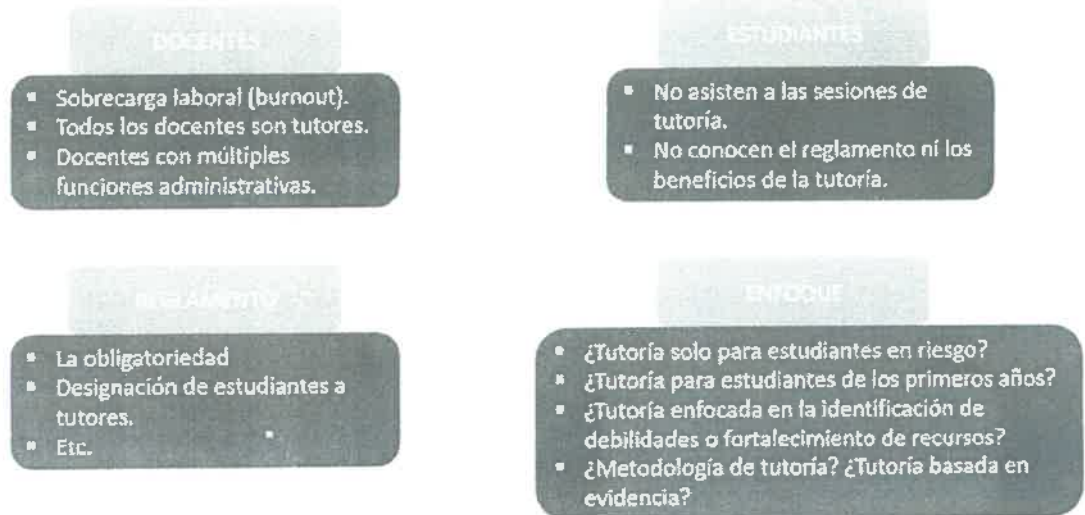 DOCENTES
▪ Sobrecarga laboral (burnout).
▪ Todos los docentes son tutores.
▪ Docentes con múltiples
funciones administrativas.
ESTUDIANTES
▪ No asisten a las sesiones de
tutoría.
▪ No conocen el reglamento ni los
beneficios de la tutoría.
REGLAMENTO
▪ La obligatoriedad
▪ Designación de estudiantes a
tutores.
▪ Etc.
ENFOQUE
▪ ¿Tutoría solo para estudiantes en riesgo?
▪ ¿Tutoría para estudiantes de los primeros años?
▪ ¿Tutoría enfocada en la identificación de
debilidades o fortalecimiento de recursos?
▪ ¿Metodología de tutoría? ¿Tutoría basada en
evidencia?